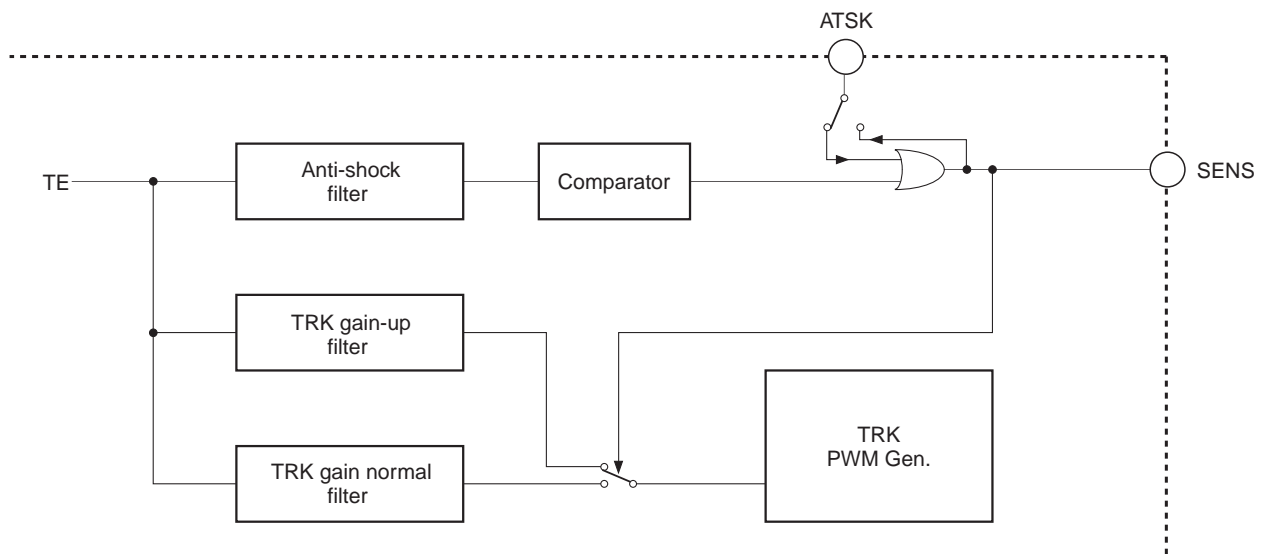 ATSK
TE
Anti-shock
filter
Comparator
SENS
TRK gain-up
filter
TRK
PWM Gen.
TRK gain normal
filter